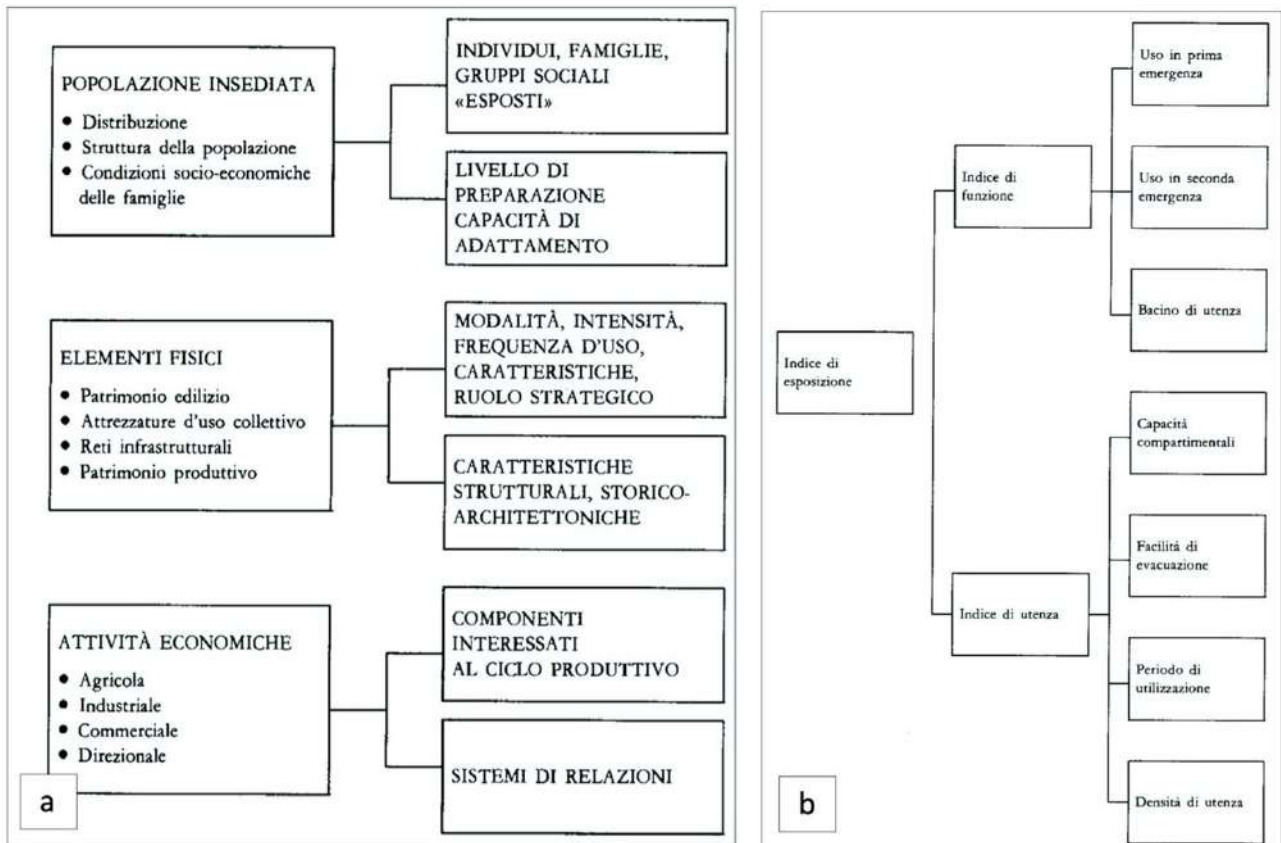 POPOLAZIONE INSEDIATA
• Distribuzione
• Struttura della popolazione
• Condizioni socio-economiche
delle famiglie
INDIVIDUI, FAMIGLIE,
GRUPPI SOCIALI
«ESPOSTI»
LIVELLO DI
PREPARAZIONE
CAPACITÀ DI
ADATTAMENTO
ELEMENTI FISICI
• Patrimonio edilizio
• Attrezzature d'uso collettivo
• Reti infrastrutturali
• Patrimonio produttivo
MODALITÀ, INTENSITÀ,
FREQUENZA D'USO,
CARATTERISTICHE,
RUOLO STRATEGICO
CARATTERISTICHE
STRUTTURALI, STORICO-
ARCHITETTONICHE
ATTIVITÀ ECONOMICHE
• Agricola
• Industriale
• Commerciale
• Direzionale
COMPONENTI
INTERESSATI
AL CICLO PRODUTTIVO
SISTEMI DI RELAZIONI
a
Indice di
esposizione
Indice di
funzione
Uso in prima
emergenza
Uso in seconda
emergenza
Bacino di utenza
Indice di utenza
Capacità
compartimentali
Facilità di
evacuazione
Periodo di
utilizzazione
Densità di utenza
b